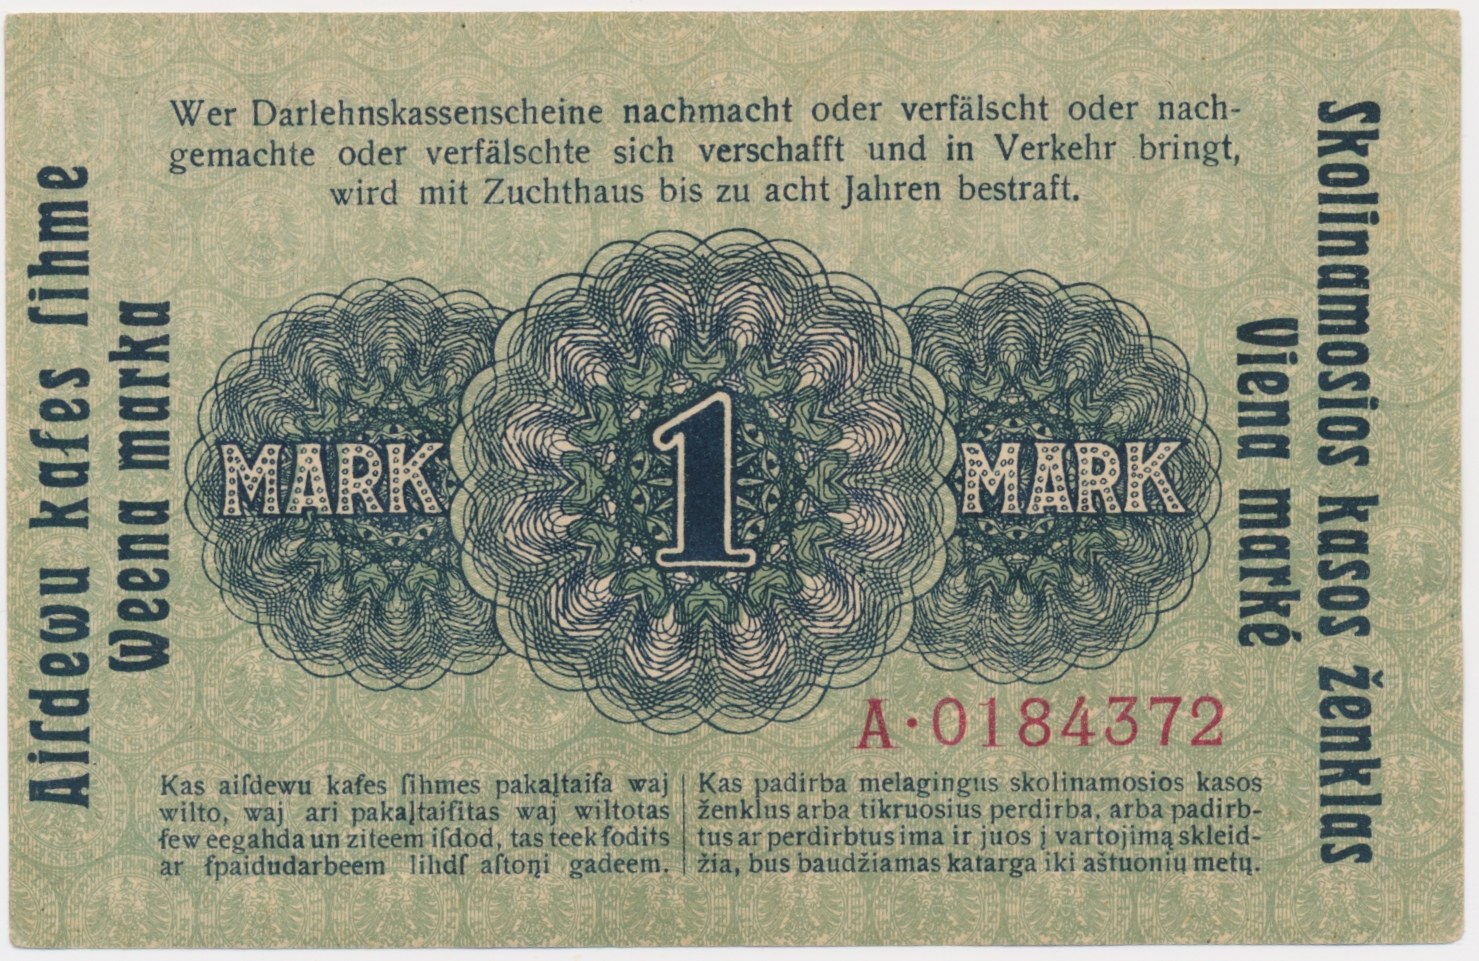 Wer Darlehnskassenscheine nachmacht oder verfälscht oder nach-
gemachte oder verfälschte sich verschafft und in Verkehr bringt,
wird mit Zuchthaus bis zu acht Jahren bestraft.
Aiſdewu kaſes ſihme
Weena marka
MARK
1
MARK
Skolinamosios kasos ženklas
Viena markė
A·0184372
Kas aiſdewu kaſes ſihmes pakaļtaiſa waj
wilto, waj ari pakaļtaiſitas waj wiltotas
ſew eegahda un ziteem iſdod, tas teek ſodits
ar ſpaidudarbeem lihdſ aſtoņi gadeem.
Kas padirba melagingus skolinamosios kasos
ženklus arba tikruosius perdirba, arba padirb-
tus ar perdirbtus ima ir juos į vartojimą skleid-
žia, bus baudžiamas katarga iki aštuonių metų.